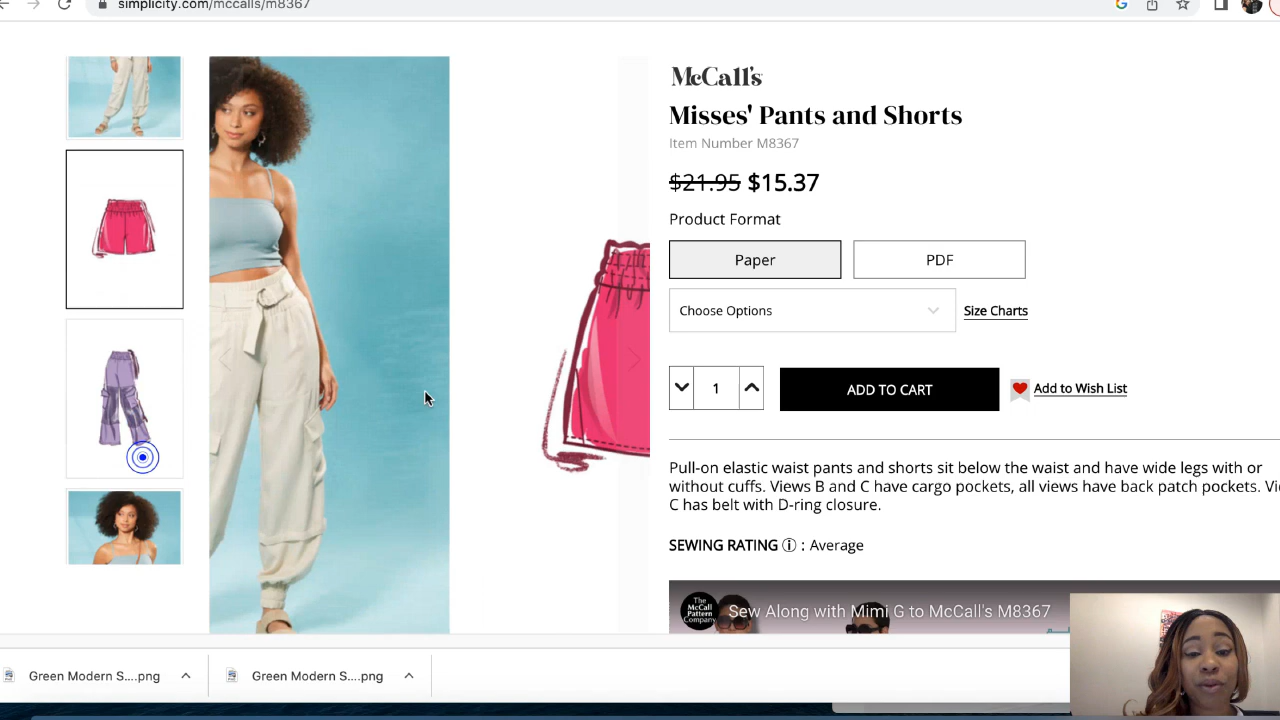 simplicity.com/mccalls/m8367
McCall's
Misses' Pants and Shorts
Item Number M8367
$21.95 $15.37
Product Format
Paper
PDF
Choose Options
Size Charts
1
ADD TO CART
Add to Wish List
Pull-on elastic waist pants and shorts sit below the waist and have wide legs with or
without cuffs. Views B and C have cargo pockets, all views have back patch pockets.
C has belt with D-ring closure.
SEWING RATING ⓘ : Average
The McCall Pattern Company
Sew Along with Mimi G to McCall's M8367
Green Modern S....png
Green Modern S....png